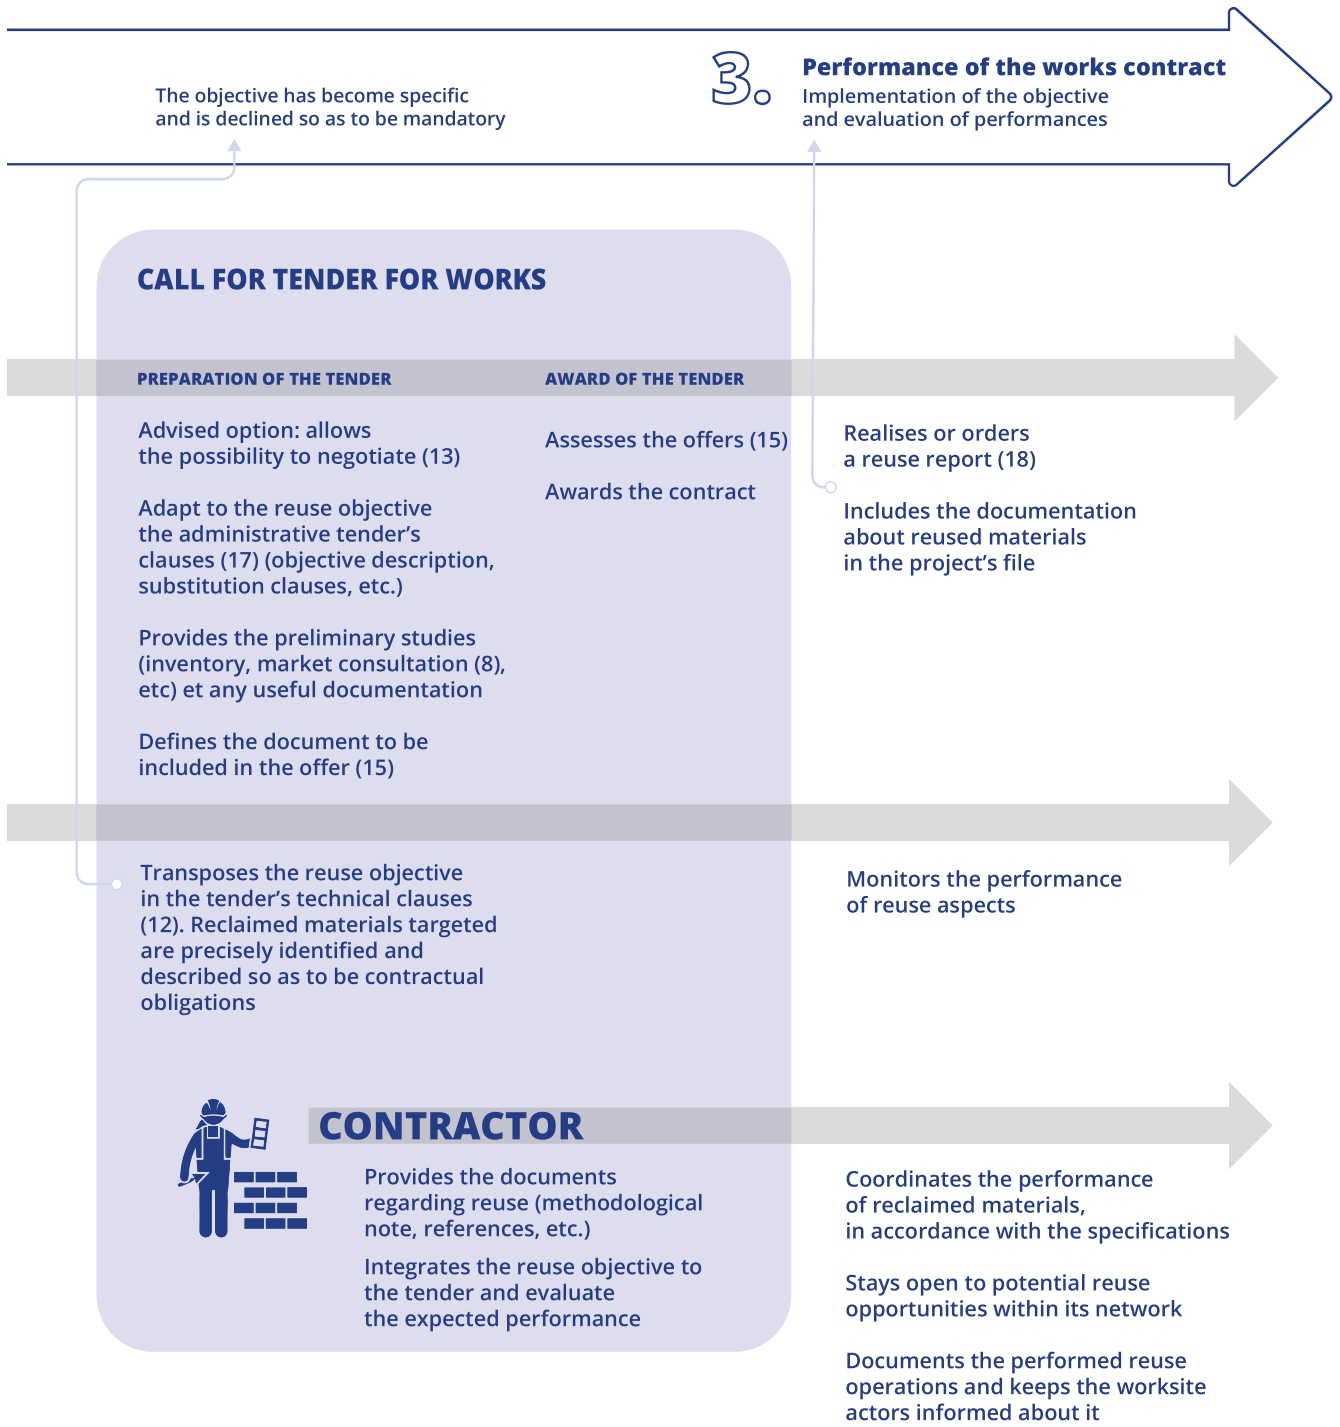 The objective has become specific
and is declined so as to be mandatory
3.
Performance of the works contract
Implementation of the objective
and evaluation of performances
CALL FOR TENDER FOR WORKS
PREPARATION OF THE TENDER
Advised option: allows
the possibility to negotiate (13)
Adapt to the reuse objective
the administrative tender’s
clauses (17) (objective description,
substitution clauses, etc.)
Provides the preliminary studies
(inventory, market consultation (8),
etc) et any useful documentation
Defines the document to be
included in the offer (15)
AWARD OF THE TENDER
Assesses the offers (15)
Awards the contract
Realises or orders
a reuse report (18)
Includes the documentation
about reused materials
in the project’s file
Transposes the reuse objective
in the tender’s technical clauses
(12). Reclaimed materials targeted
are precisely identified and
described so as to be contractual
obligations
Monitors the performance
of reuse aspects
CONTRACTOR
Provides the documents
regarding reuse (methodological
note, references, etc.)
Integrates the reuse objective to
the tender and evaluate
the expected performance
Coordinates the performance
of reclaimed materials,
in accordance with the specifications
Stays open to potential reuse
opportunities within its network
Documents the performed reuse
operations and keeps the worksite
actors informed about it